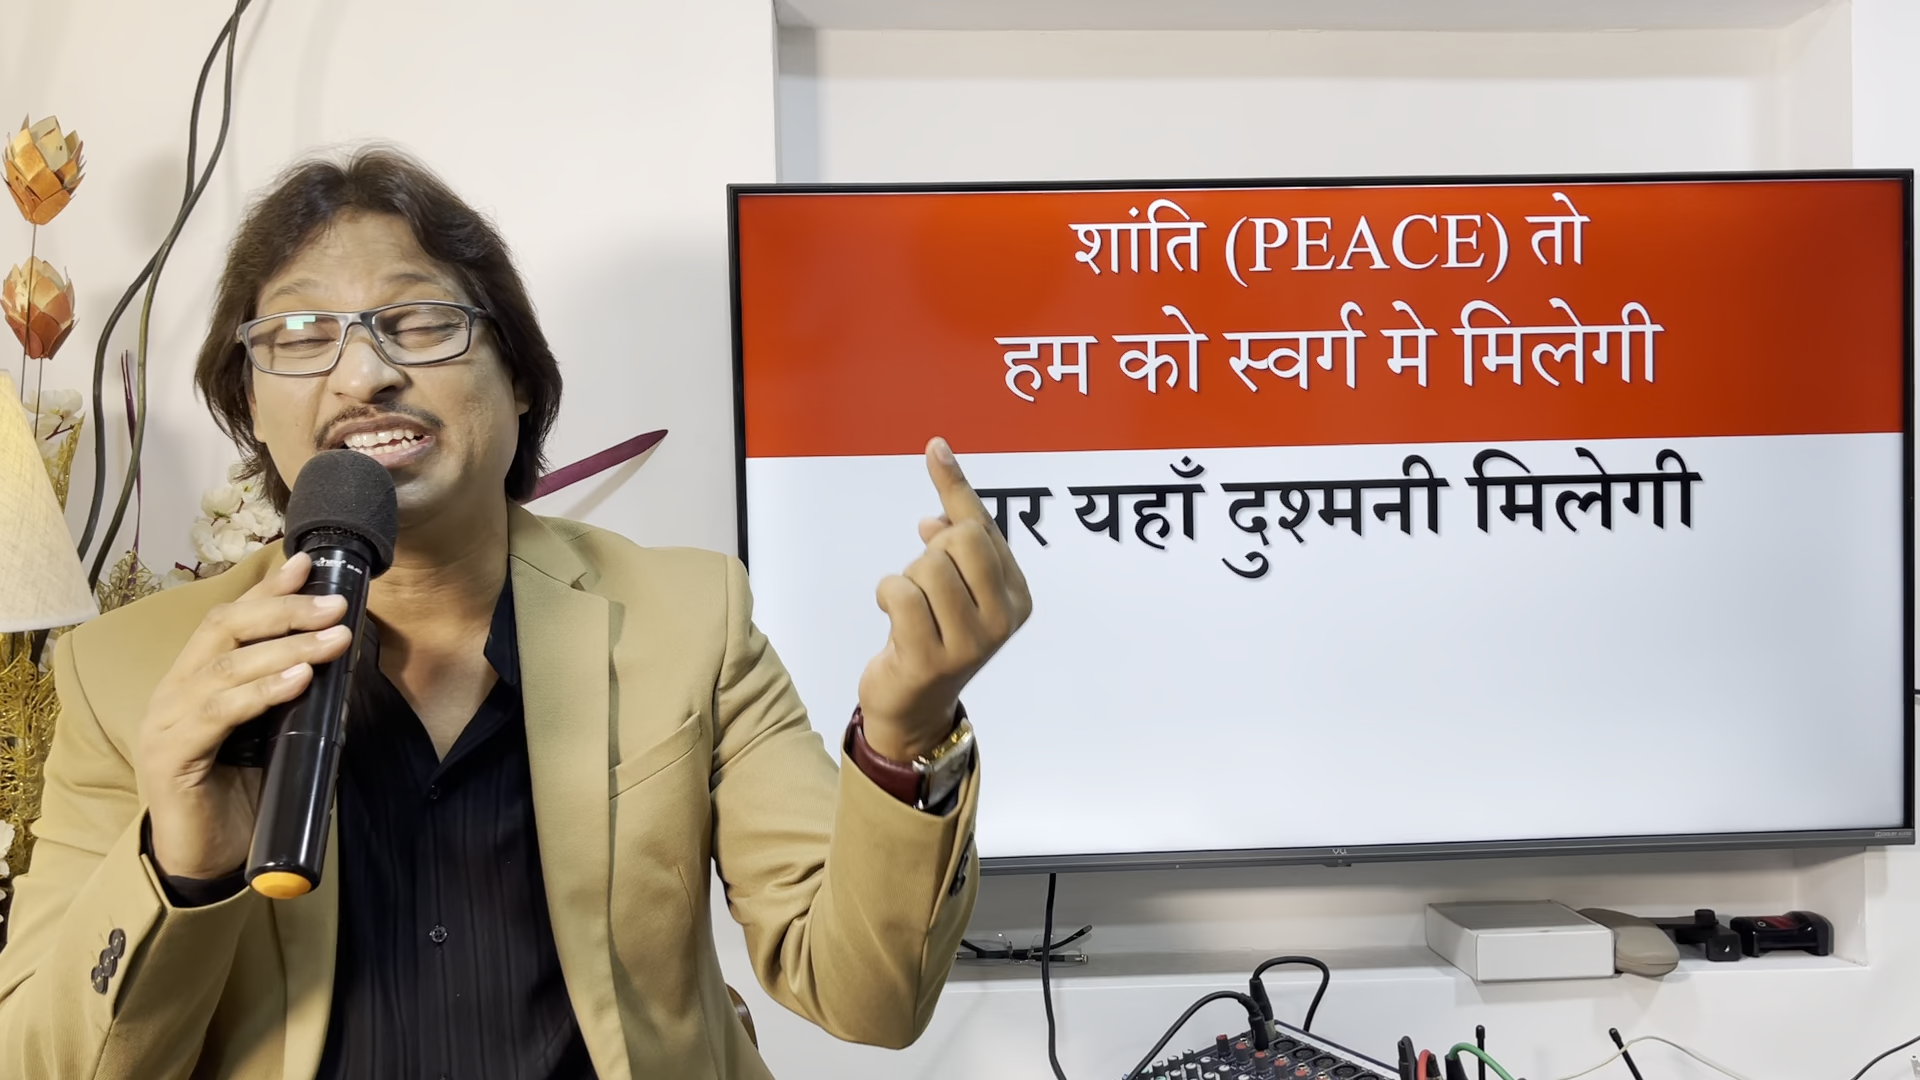 शांति (PEACE) तो
हम को स्वर्ग मे मिलेगी
यहाँ दुश्मनी मिलेगी